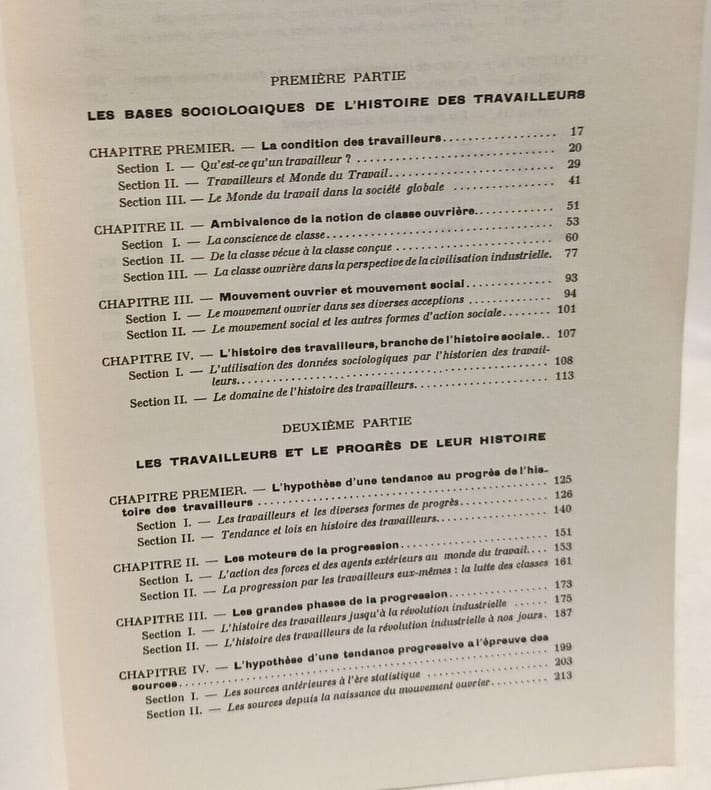 PREMIÈRE PARTIE
LES BASES SOCIOLOGIQUES DE L'HISTOIRE DES TRAVAILLEURS
CHAPITRE PREMIER. — La condition des travailleurs.................. 17
Section I. — Qu'est-ce qu'un travailleur ? .............................. 20
Section II. — Travailleurs et Monde du Travail......................... 29
Section III. — Le Monde du travail dans la société globale ............... 41
CHAPITRE II. — Ambivalence de la notion de classe ouvrière............ 51
Section I. — La conscience de classe.................................. 53
Section II. — De la classe vécue à la classe conçue ..................... 60
Section III. — La classe ouvrière dans la perspective de la civilisation industrielle. 77
CHAPITRE III. — Mouvement ouvrier et mouvement social............. 93
Section I. — Le mouvement ouvrier dans ses diverses acceptions ............ 94
Section II. — Le mouvement social et les autres formes d'action sociale........ 101
CHAPITRE IV. — L'histoire des travailleurs, branche de l'histoire sociale.. 107
Section I. — L'utilisation des données sociologiques par l'historien des travail-
leurs............................................. 108
Section II. — Le domaine de l'histoire des travailleurs.................... 113
DEUXIÈME PARTIE
LES TRAVAILLEURS ET LE PROGRÈS DE LEUR HISTOIRE
CHAPITRE PREMIER. — L'hypothèse d'une tendance au progrès de l'his-
toire des travailleurs ........................................ 125
Section I. — Les travailleurs et les diverses formes de progrès............... 126
Section II. — Tendance et lois en histoire des travailleurs................. 140
CHAPITRE II. — Les moteurs de la progression...................... 151
Section I. — L'action des forces et des agents extérieurs au monde du travail.... 153
Section II. — La progression par les travailleurs eux-mêmes : la lutte des classes 161
CHAPITRE III. — Les grandes phases de la progression................ 173
Section I. — L'histoire des travailleurs jusqu'à la révolution industrielle ...... 175
Section II. — L'histoire des travailleurs de la révolution industrielle à nos jours. 187
CHAPITRE IV. — L'hypothèse d'une tendance progressive a l'épreuve des
sources.................................................... 199
Section I. — Les sources antérieures à l'ère statistique .................... 203
Section II. — Les sources depuis la naissance du mouvement ouvrier.......... 213